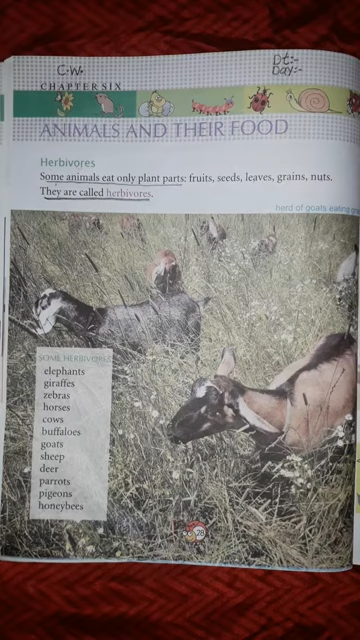 C.W.
Dt:-
Day:-
CHAPTER SIX
ANIMALS AND THEIR FOOD
Herbivores
Some animals eat only plant parts: fruits, seeds, leaves, grains, nuts.
They are called herbivores.
herd of goats eating
SOME HERBIVORES
elephants
giraffes
zebras
horses
cows
buffaloes
goats
sheep
deer
parrots
pigeons
honeybees
28